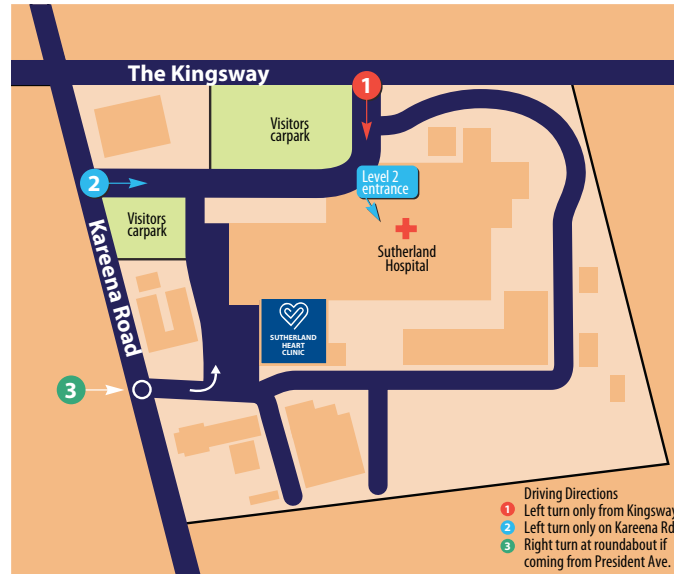 The Kingsway
1
Visitors
carpark
Level 2
entrance
2
Visitors
carpark
Kareena Road
Sutherland
Hospital
SUTHERLAND
HEART
CLINIC
3
Driving Directions
1 Left turn only from Kingsway
2 Left turn only on Kareena Rd
3 Right turn at roundabout if
coming from President Ave.